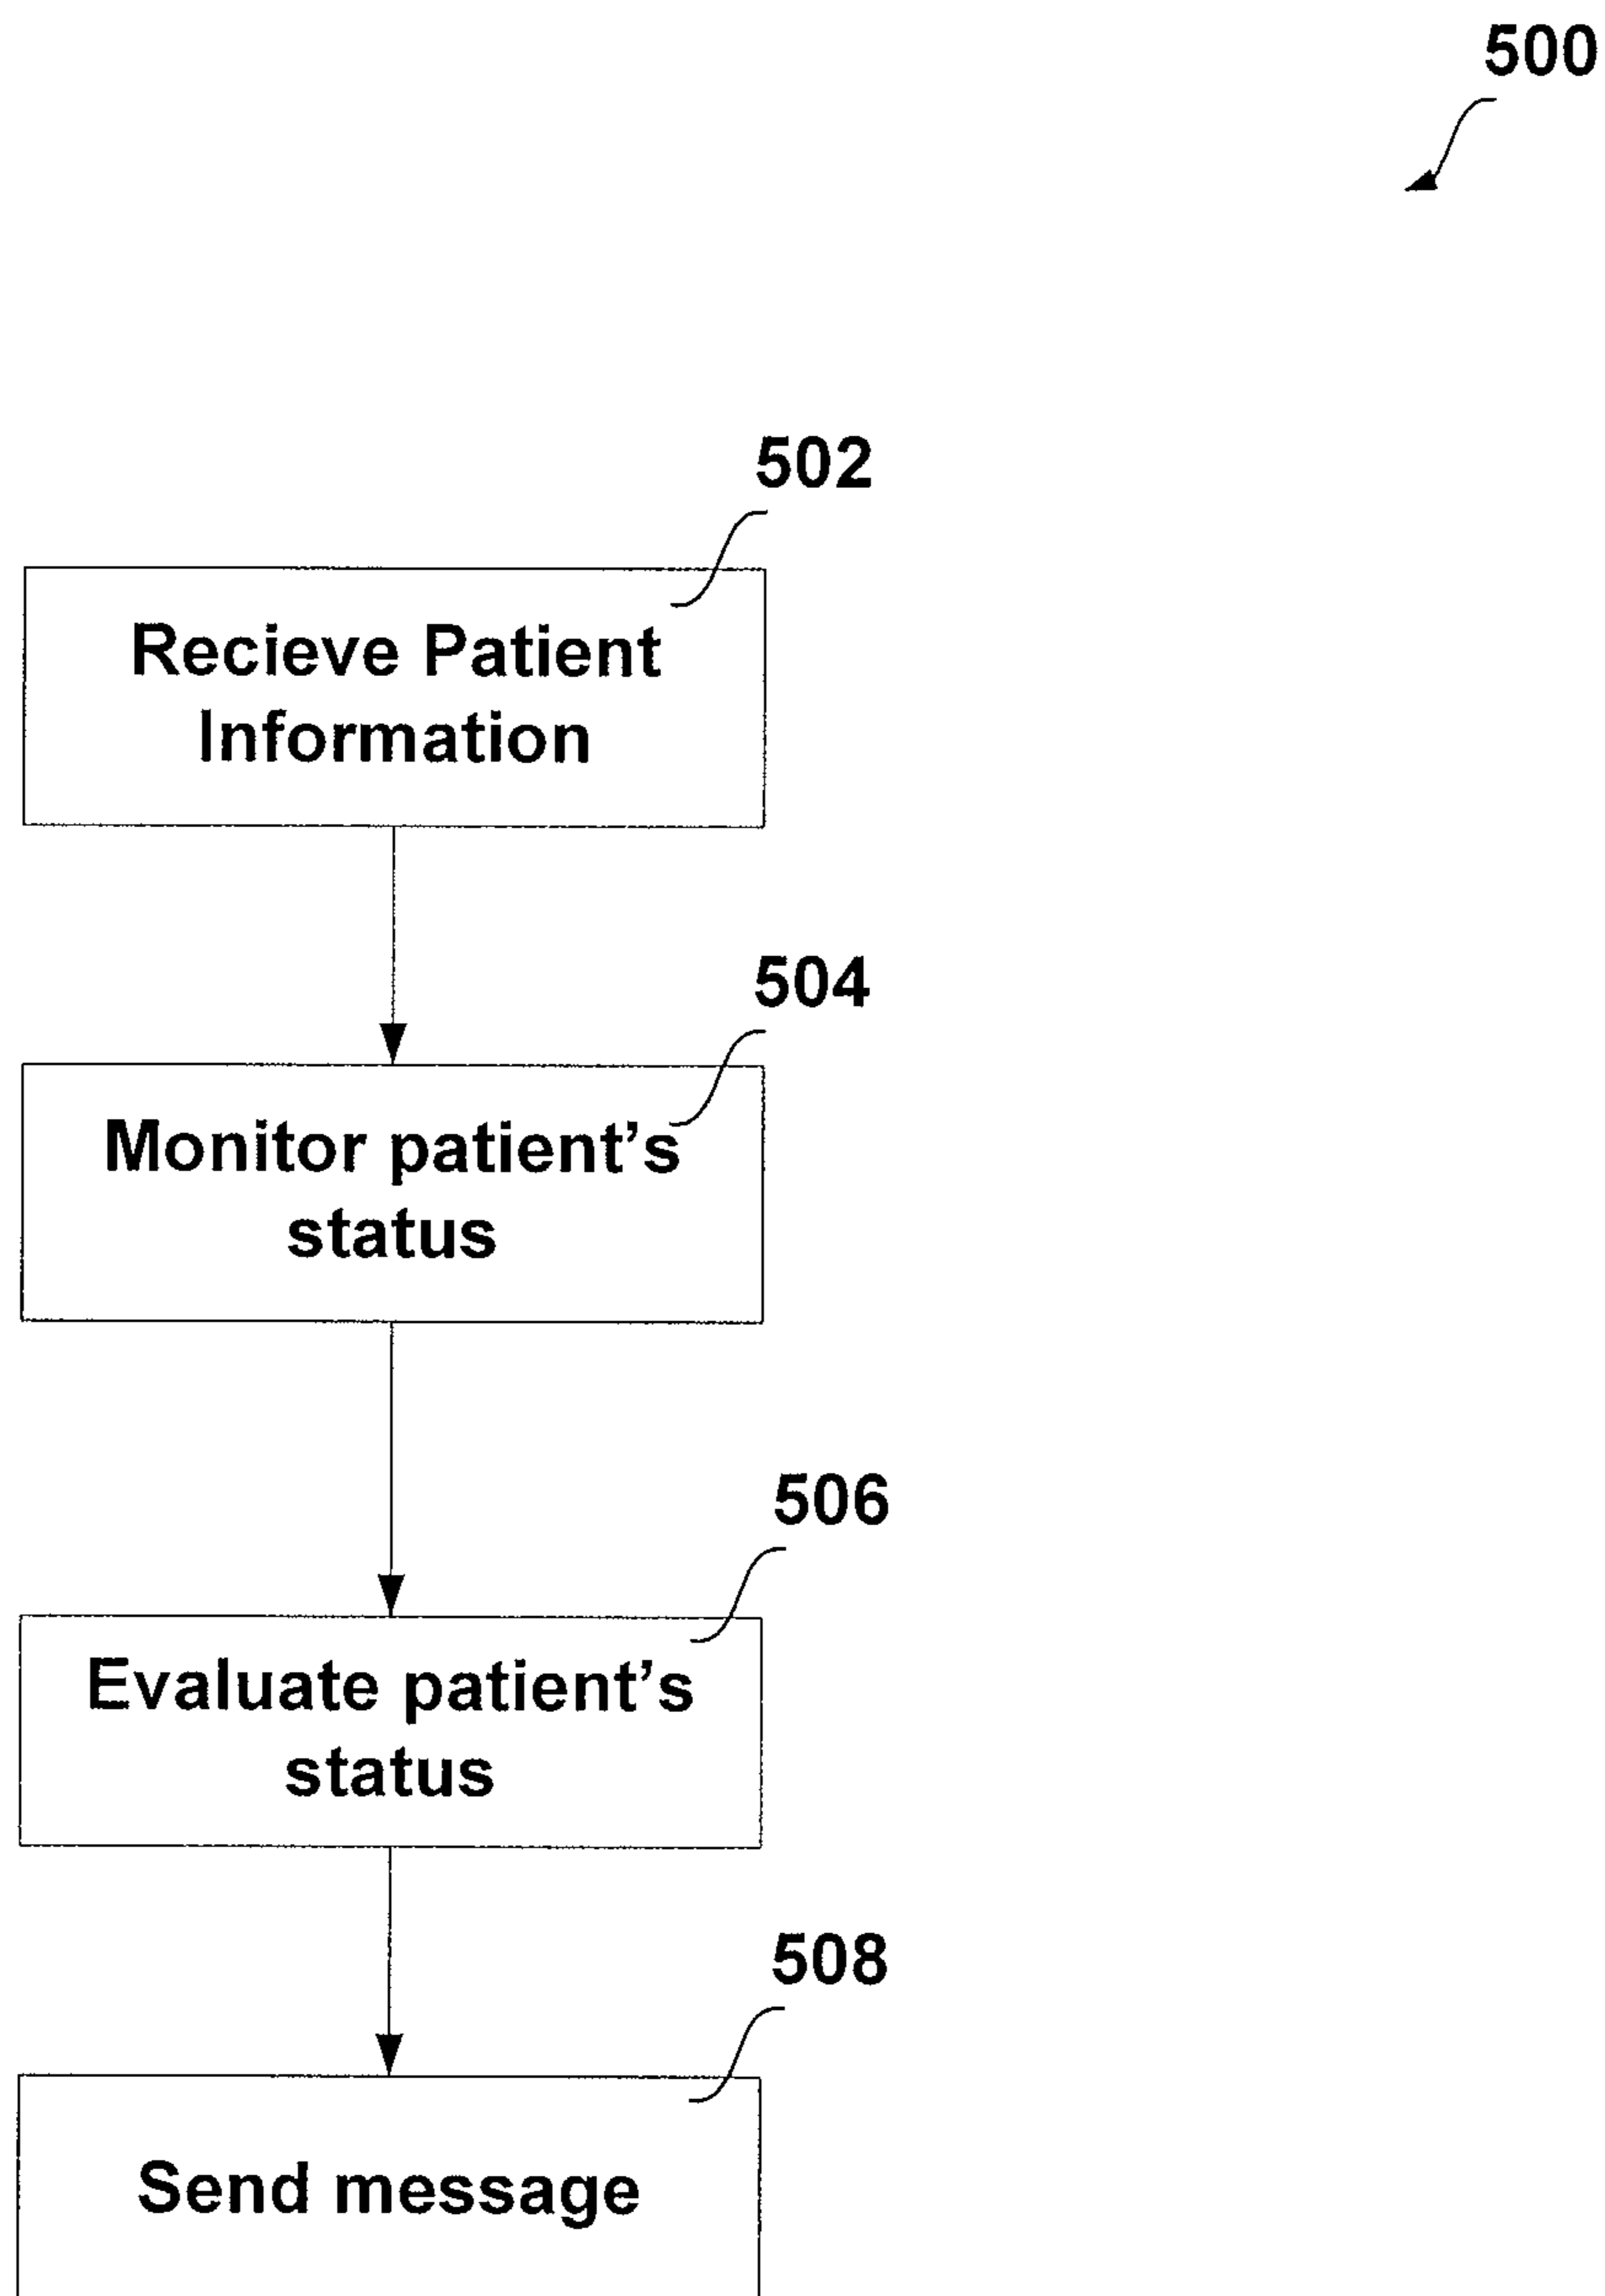 500
502
Recieve Patient
Information
504
Monitor patient's
status
506
Evaluate patient's
status
508
Send message